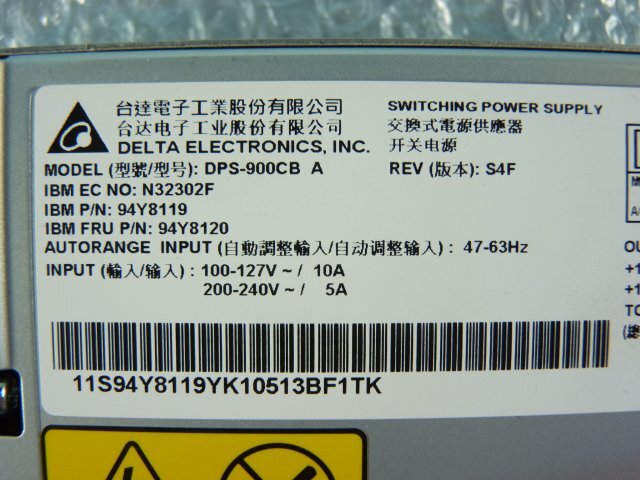 台達電子工業股份有限公司
台达电子工业股份有限公司
DELTA ELECTRONICS, INC.
SWITCHING POWER SUPPLY
交換式電源供應器
开关电源
MODEL (型號/型号): DPS-900CB A
REV (版本): S4F
IBM EC NO: N32302F
IBM P/N: 94Y8119
IBM FRU P/N: 94Y8120
AUTORANGE INPUT (自動調整輸入/自动调整输入) : 47-63Hz
INPUT (輸入/输入) : 100-127V ~ / 10A
200-240V ~ / 5A
11S94Y8119YK10513BF1TK